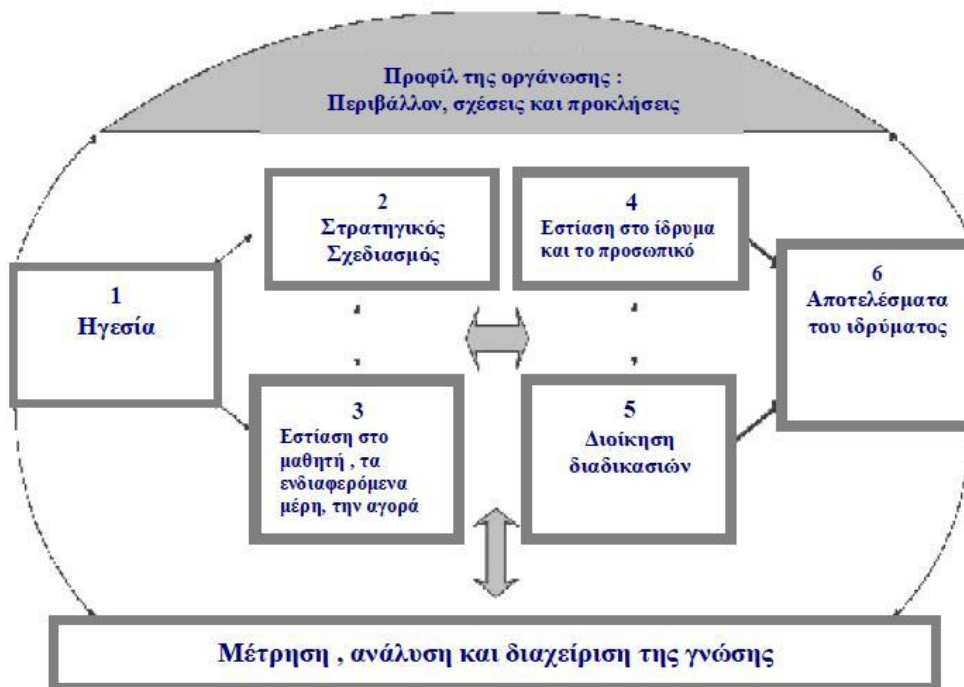 Προφίλ της οργάνωσης :
Περιβάλλον, σχέσεις και προκλήσεις
1
Ηγεσία
2
Στρατηγικός
Σχεδιασμός
3
Εστίαση στο
μαθητή , τα
ενδιαφερόμενα
μέρη, την αγορά
4
Εστίαση στο ίδρυμα
και το προσωπικό
5
Διοίκηση
διαδικασιών
6
Αποτελέσματα
του ιδρύματος
Μέτρηση , ανάλυση και διαχείριση της γνώσης